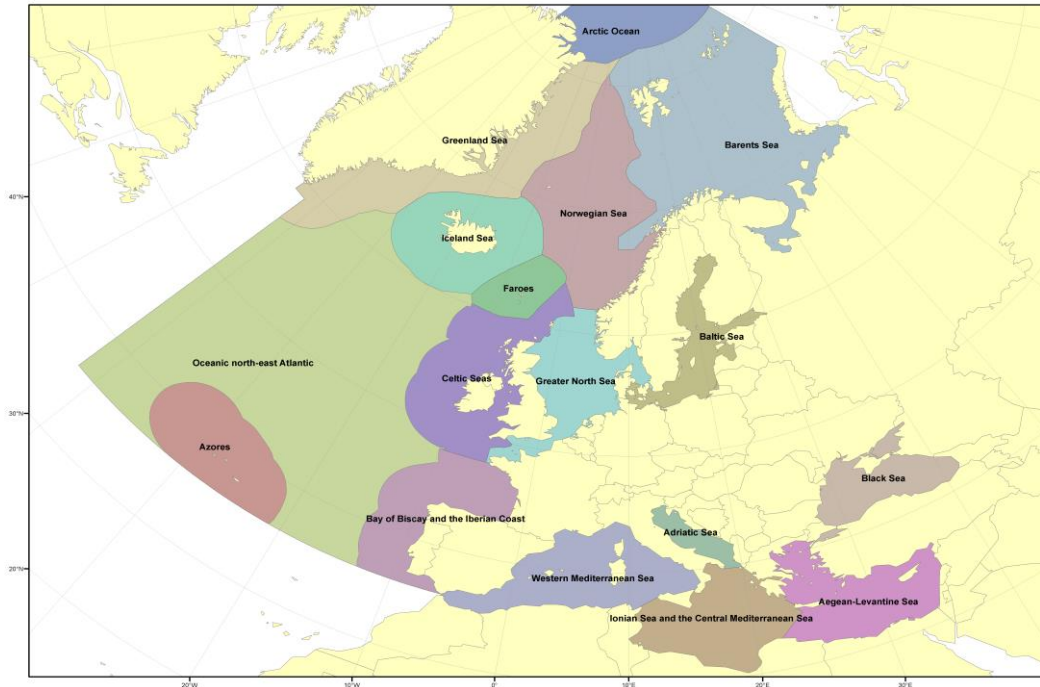 Arctic Ocean
Greenland Sea
Barents Sea
40°N
Norwegian Sea
Iceland Sea
Faroes
Baltic Sea
Oceanic north-east Atlantic
Celtic Seas
Greater North Sea
30°N
Azores
Black Sea
Bay of Biscay and the Iberian Coast
Adriatic Sea
20°N
Western Mediterranean Sea
Aegean-Levantine Sea
Ionian Sea and the Central Mediterranean Sea
20°W
10°W
0°
10°E
20°E
30°E